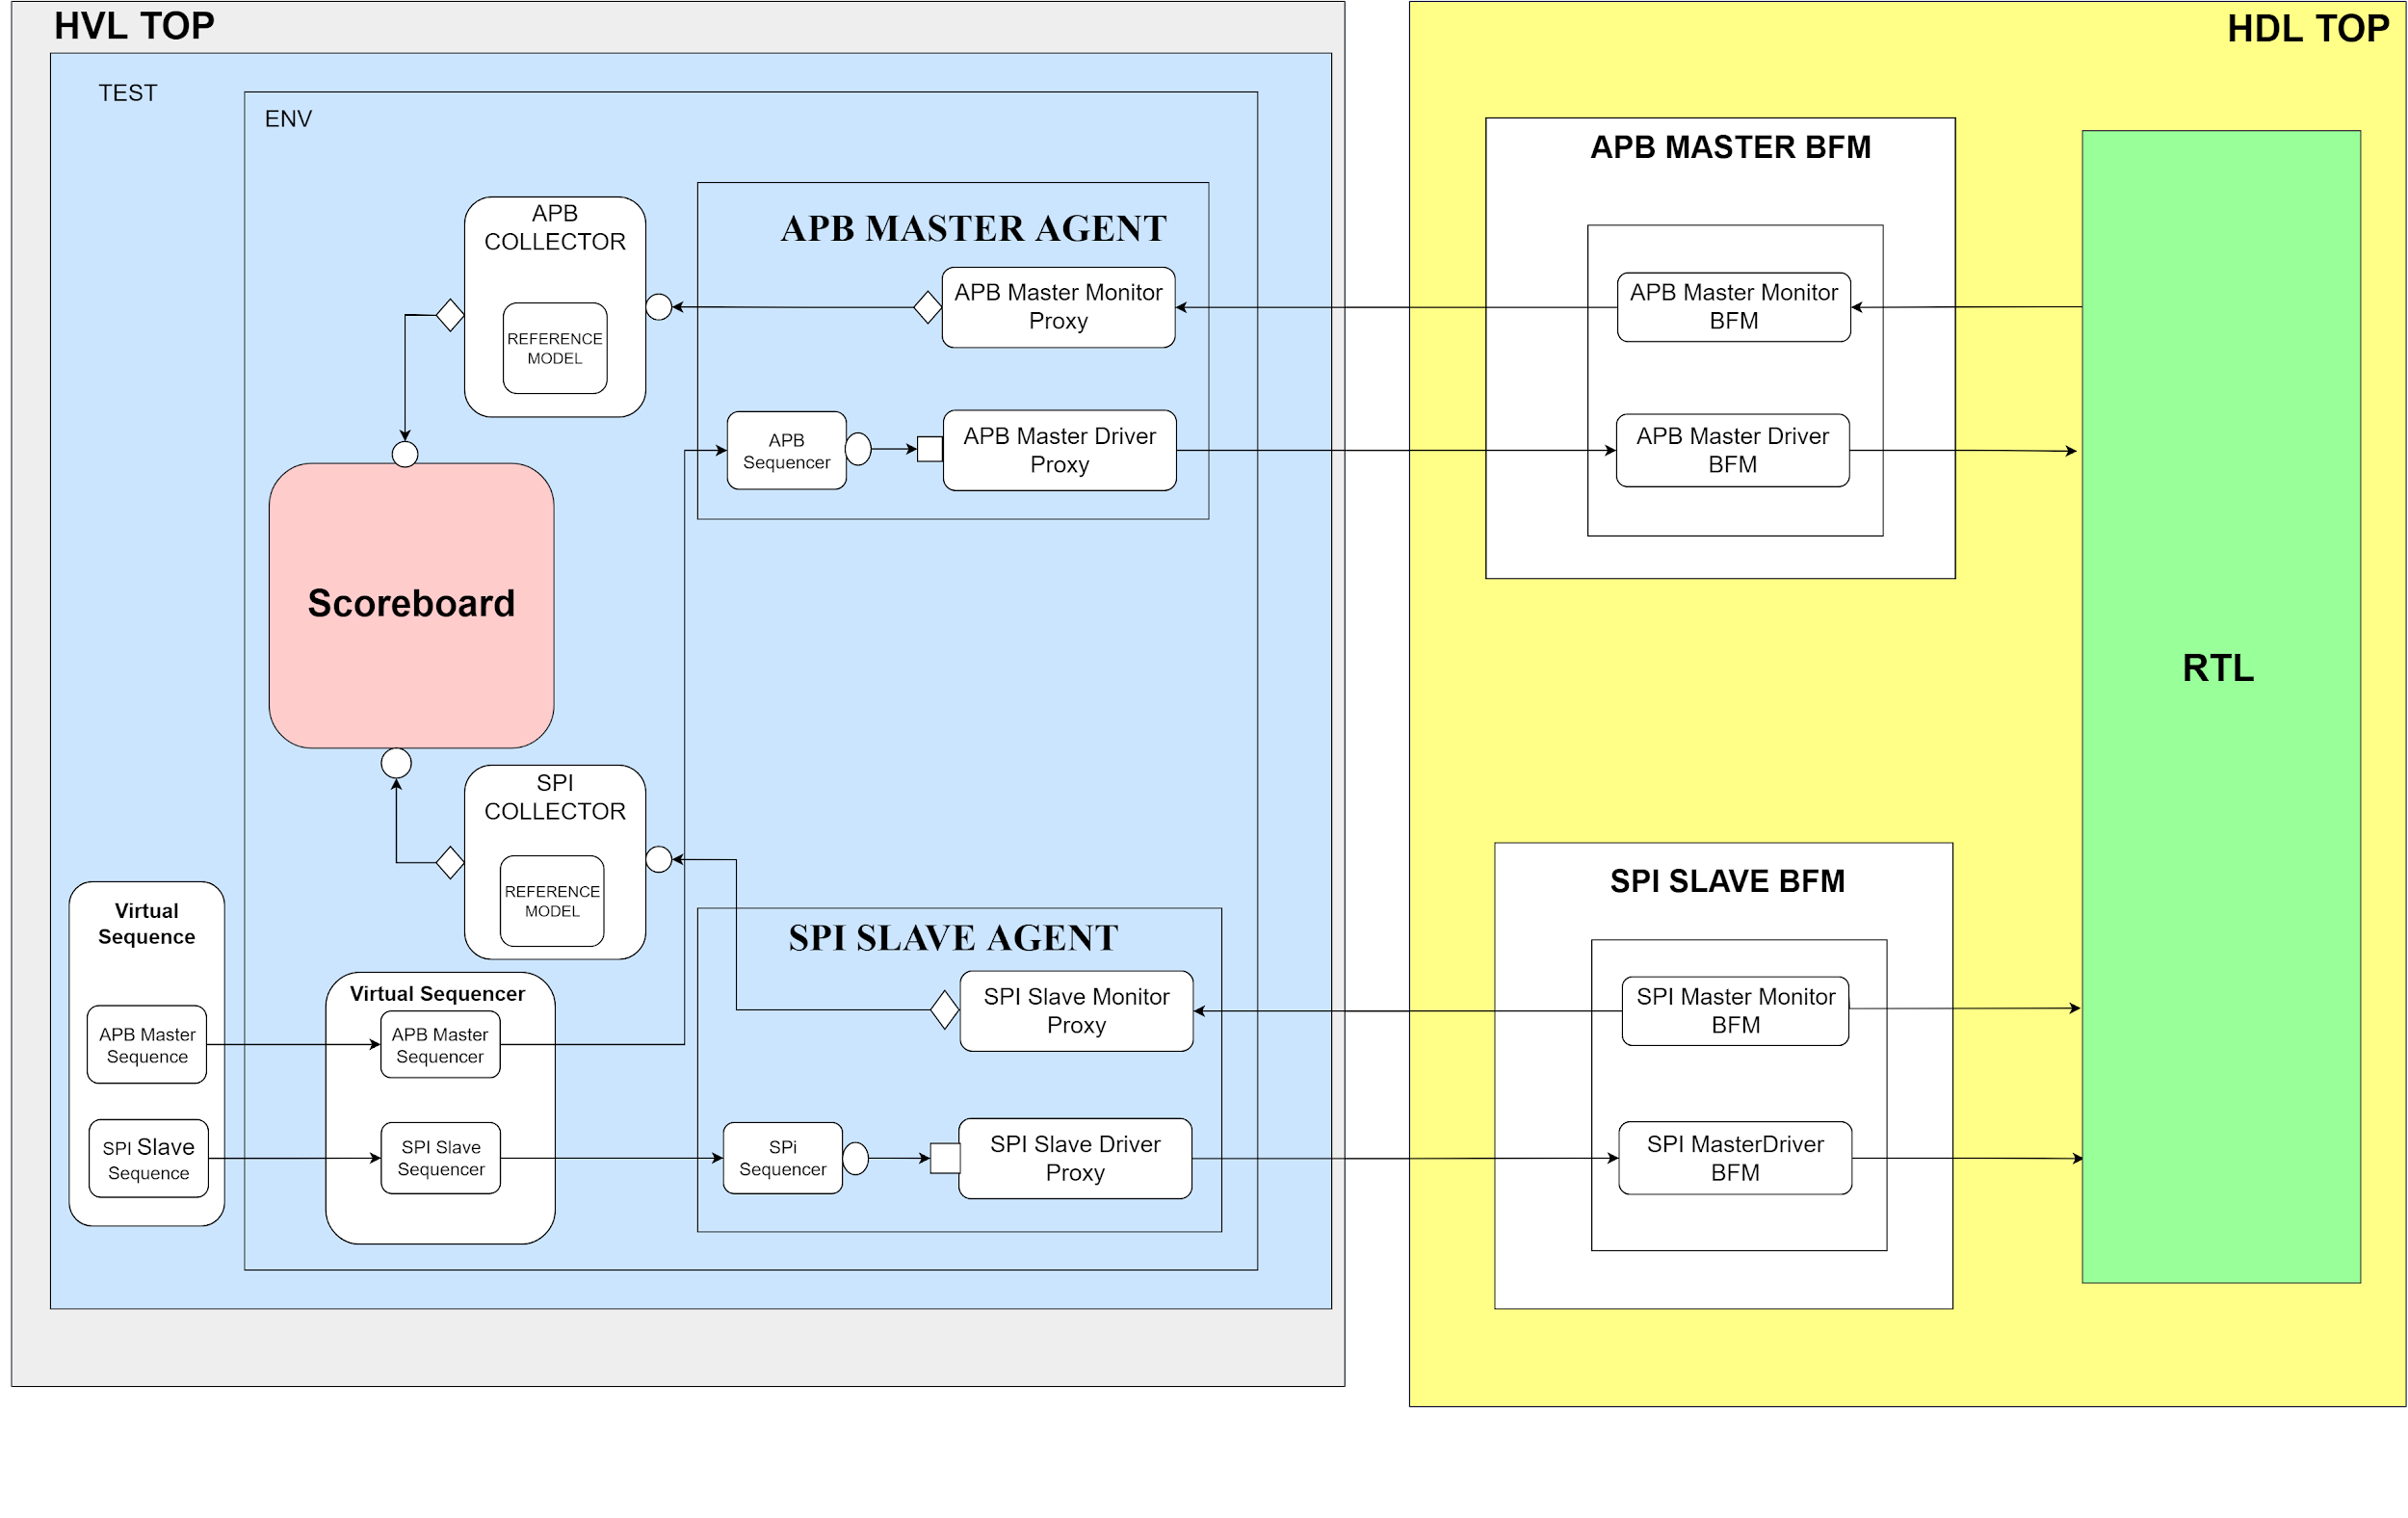 HVL TOP
HDL TOP
TEST
ENV
APB
COLLECTOR
REFERENCE
MODEL
APB MASTER AGENT
APB Master Monitor
Proxy
APB
Sequencer
APB Master Driver
Proxy
APB MASTER BFM
APB Master Monitor
BFM
APB Master Driver
BFM
RTL
Scoreboard
SPI
COLLECTOR
REFERENCE
MODEL
Virtual
Sequence
APB Master
Sequence
SPI Slave
Sequence
Virtual Sequencer
APB Master
Sequencer
SPI Slave
Sequencer
SPI SLAVE AGENT
SPI Slave Monitor
Proxy
SPi
Sequencer
SPI Slave Driver
Proxy
SPI SLAVE BFM
SPI Master Monitor
BFM
SPI MasterDriver
BFM